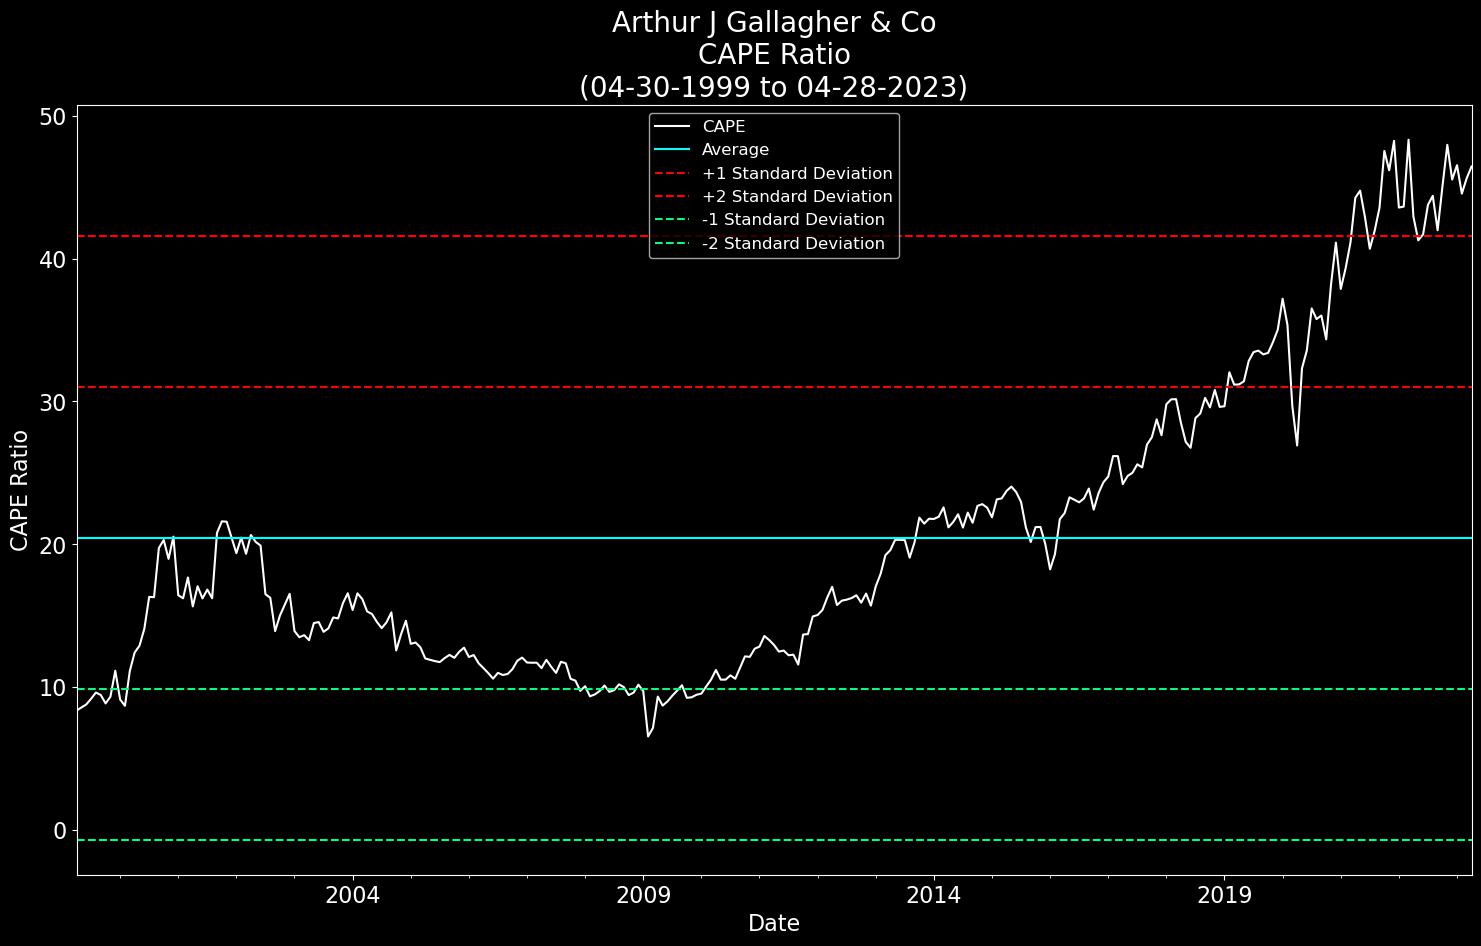 Arthur J Gallagher & Co
CAPE Ratio
(04-30-1999 to 04-28-2023)
CAPE
Average
+1 Standard Deviation
+2 Standard Deviation
-1 Standard Deviation
-2 Standard Deviation
CAPE Ratio
50
40
30
20
10
0
2004 2009 2014 2019
Date